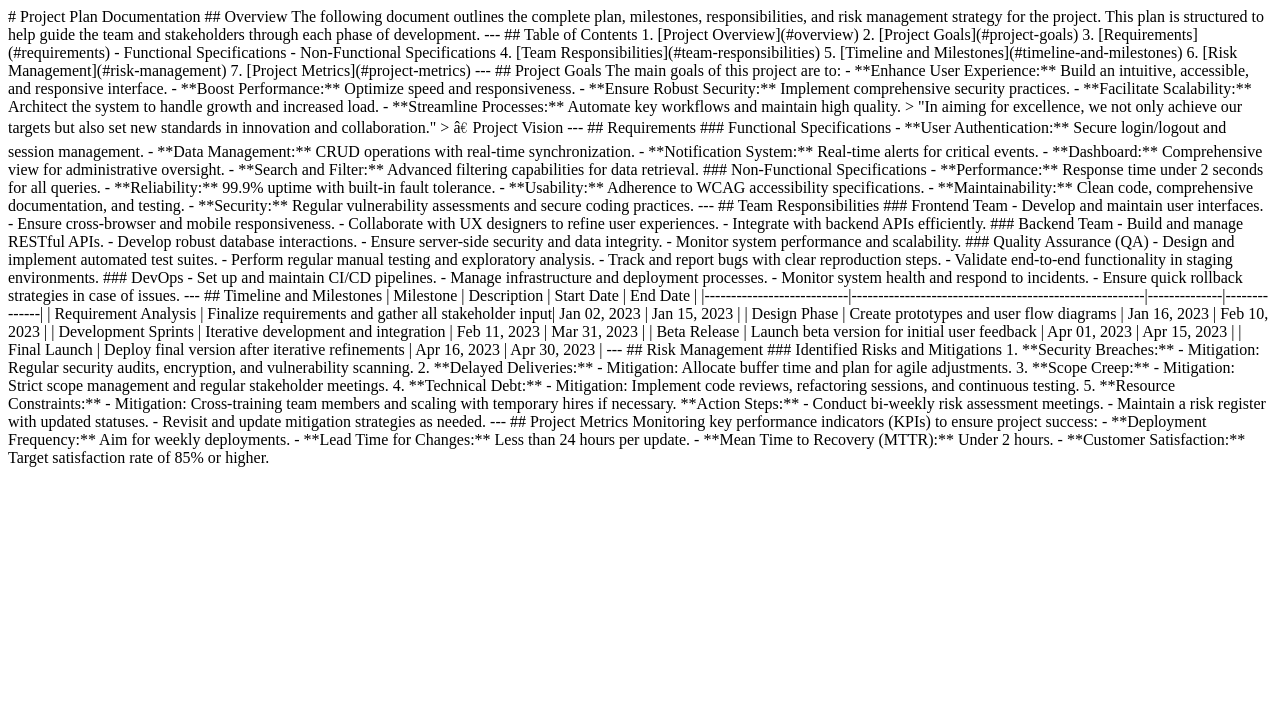 # Project Plan Documentation ## Overview The following document outlines the complete plan, milestones, responsibilities, and risk management strategy for the project. This plan is structured to
help guide the team and stakeholders through each phase of development. --- ## Table of Contents 1. [Project Overview](#overview) 2. [Project Goals](#project-goals) 3. [Requirements]
(#requirements) - Functional Specifications - Non-Functional Specifications 4. [Team Responsibilities](#team-responsibilities) 5. [Timeline and Milestones](#timeline-and-milestones) 6. [Risk
Management](#risk-management) 7. [Project Metrics](#project-metrics) --- ## Project Goals The main goals of this project are to: - **Enhance User Experience:** Build an intuitive, accessible,
and responsive interface. - **Boost Performance:** Optimize speed and responsiveness. - **Ensure Robust Security:** Implement comprehensive security practices. - **Facilitate Scalability:**
Architect the system to handle growth and increased load. - **Streamline Processes:** Automate key workflows and maintain high quality. > "In aiming for excellence, we not only achieve our
targets but also set new standards in innovation and collaboration." > â€ Project Vision --- ## Requirements ### Functional Specifications - **User Authentication:** Secure login/logout and
session management. - **Data Management:** CRUD operations with real-time synchronization. - **Notification System:** Real-time alerts for critical events. - **Dashboard:** Comprehensive
view for administrative oversight. - **Search and Filter:** Advanced filtering capabilities for data retrieval. ### Non-Functional Specifications - **Performance:** Response time under 2 seconds
for all queries. - **Reliability:** 99.9% uptime with built-in fault tolerance. - **Usability:** Adherence to WCAG accessibility specifications. - **Maintainability:** Clean code, comprehensive
documentation, and testing. - **Security:** Regular vulnerability assessments and secure coding practices. --- ## Team Responsibilities ### Frontend Team - Develop and maintain user interfaces.
- Ensure cross-browser and mobile responsiveness. - Collaborate with UX designers to refine user experiences. - Integrate with backend APIs efficiently. ### Backend Team - Build and manage
RESTful APIs. - Develop robust database interactions. - Ensure server-side security and data integrity. - Monitor system performance and scalability. ### Quality Assurance (QA) - Design and
implement automated test suites. - Perform regular manual testing and exploratory analysis. - Track and report bugs with clear reproduction steps. - Validate end-to-end functionality in staging
environments. ### DevOps - Set up and maintain CI/CD pipelines. - Manage infrastructure and deployment processes. - Monitor system health and respond to incidents. - Ensure quick rollback
strategies in case of issues. --- ## Timeline and Milestones | Milestone | Description | Start Date | End Date | |---------------------------|-------------------------------------------------------|--------------|--------
------| | Requirement Analysis | Finalize requirements and gather all stakeholder input| Jan 02, 2023 | Jan 15, 2023 | | Design Phase | Create prototypes and user flow diagrams | Jan 16, 2023 | Feb 10,
2023 | | Development Sprints | Iterative development and integration | Feb 11, 2023 | Mar 31, 2023 | | Beta Release | Launch beta version for initial user feedback | Apr 01, 2023 | Apr 15, 2023 | |
Final Launch | Deploy final version after iterative refinements | Apr 16, 2023 | Apr 30, 2023 | --- ## Risk Management ### Identified Risks and Mitigations 1. **Security Breaches:** - Mitigation:
Regular security audits, encryption, and vulnerability scanning. 2. **Delayed Deliveries:** - Mitigation: Allocate buffer time and plan for agile adjustments. 3. **Scope Creep:** - Mitigation:
Strict scope management and regular stakeholder meetings. 4. **Technical Debt:** - Mitigation: Implement code reviews, refactoring sessions, and continuous testing. 5. **Resource
Constraints:** - Mitigation: Cross-training team members and scaling with temporary hires if necessary. **Action Steps:** - Conduct bi-weekly risk assessment meetings. - Maintain a risk register
with updated statuses. - Revisit and update mitigation strategies as needed. --- ## Project Metrics Monitoring key performance indicators (KPIs) to ensure project success: - **Deployment
Frequency:** Aim for weekly deployments. - **Lead Time for Changes:** Less than 24 hours per update. - **Mean Time to Recovery (MTTR):** Under 2 hours. - **Customer Satisfaction:**
Target satisfaction rate of 85% or higher.